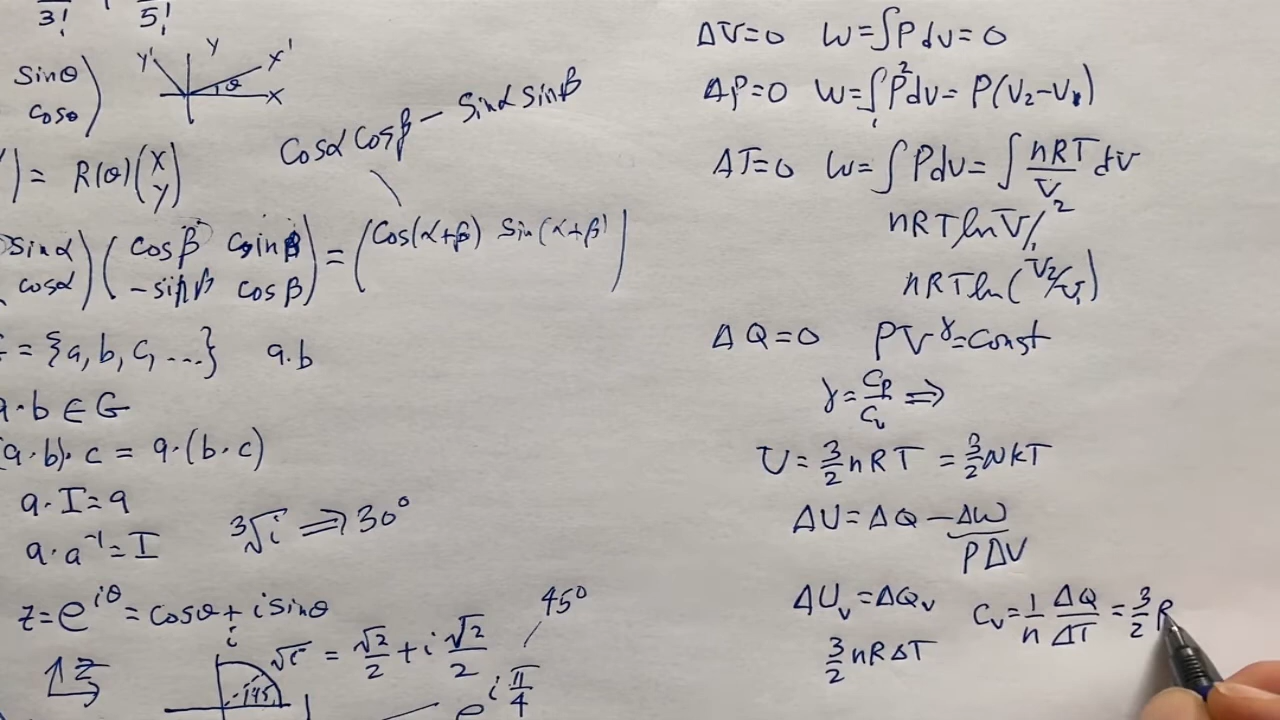 3! 5!
sinθ
cosθ
y' y x'
θ x
cosα cosβ - sinα sinβ
) = R(θ)(x
y)
sinα) (cosβ sinβ) = (cos(α+β) sin(α+β)
cosα) (-sinβ cosβ)
= {a, b, c, ...} a·b
a·b ∈ G
(a·b)·c = a·(b·c)
a·I = a
a·a⁻¹ = I
³√i ⇒ 30°
z = e^{iθ} = cosθ + i sinθ
i
√i = √2/2 + i √2/2
45°
e^{i π/4}
ΔV=0 W=∫PdV=0
ΔP=0 W=∫₁²PdV= P(V₂-V₁)
ΔT=0 W=∫PdV=∫ nRT/V dV
nRT ln V|₁²
nRT ln(V₂/V₁)
ΔQ=0 PV^γ=Const
γ = Cp/Cv ⇒
U = 3/2 nRT = 3/2 NkT
ΔU = ΔQ - ΔW
PΔV
ΔUv = ΔQv Cv = 1/n ΔQ/ΔT = 3/2 R
3/2 nRΔT